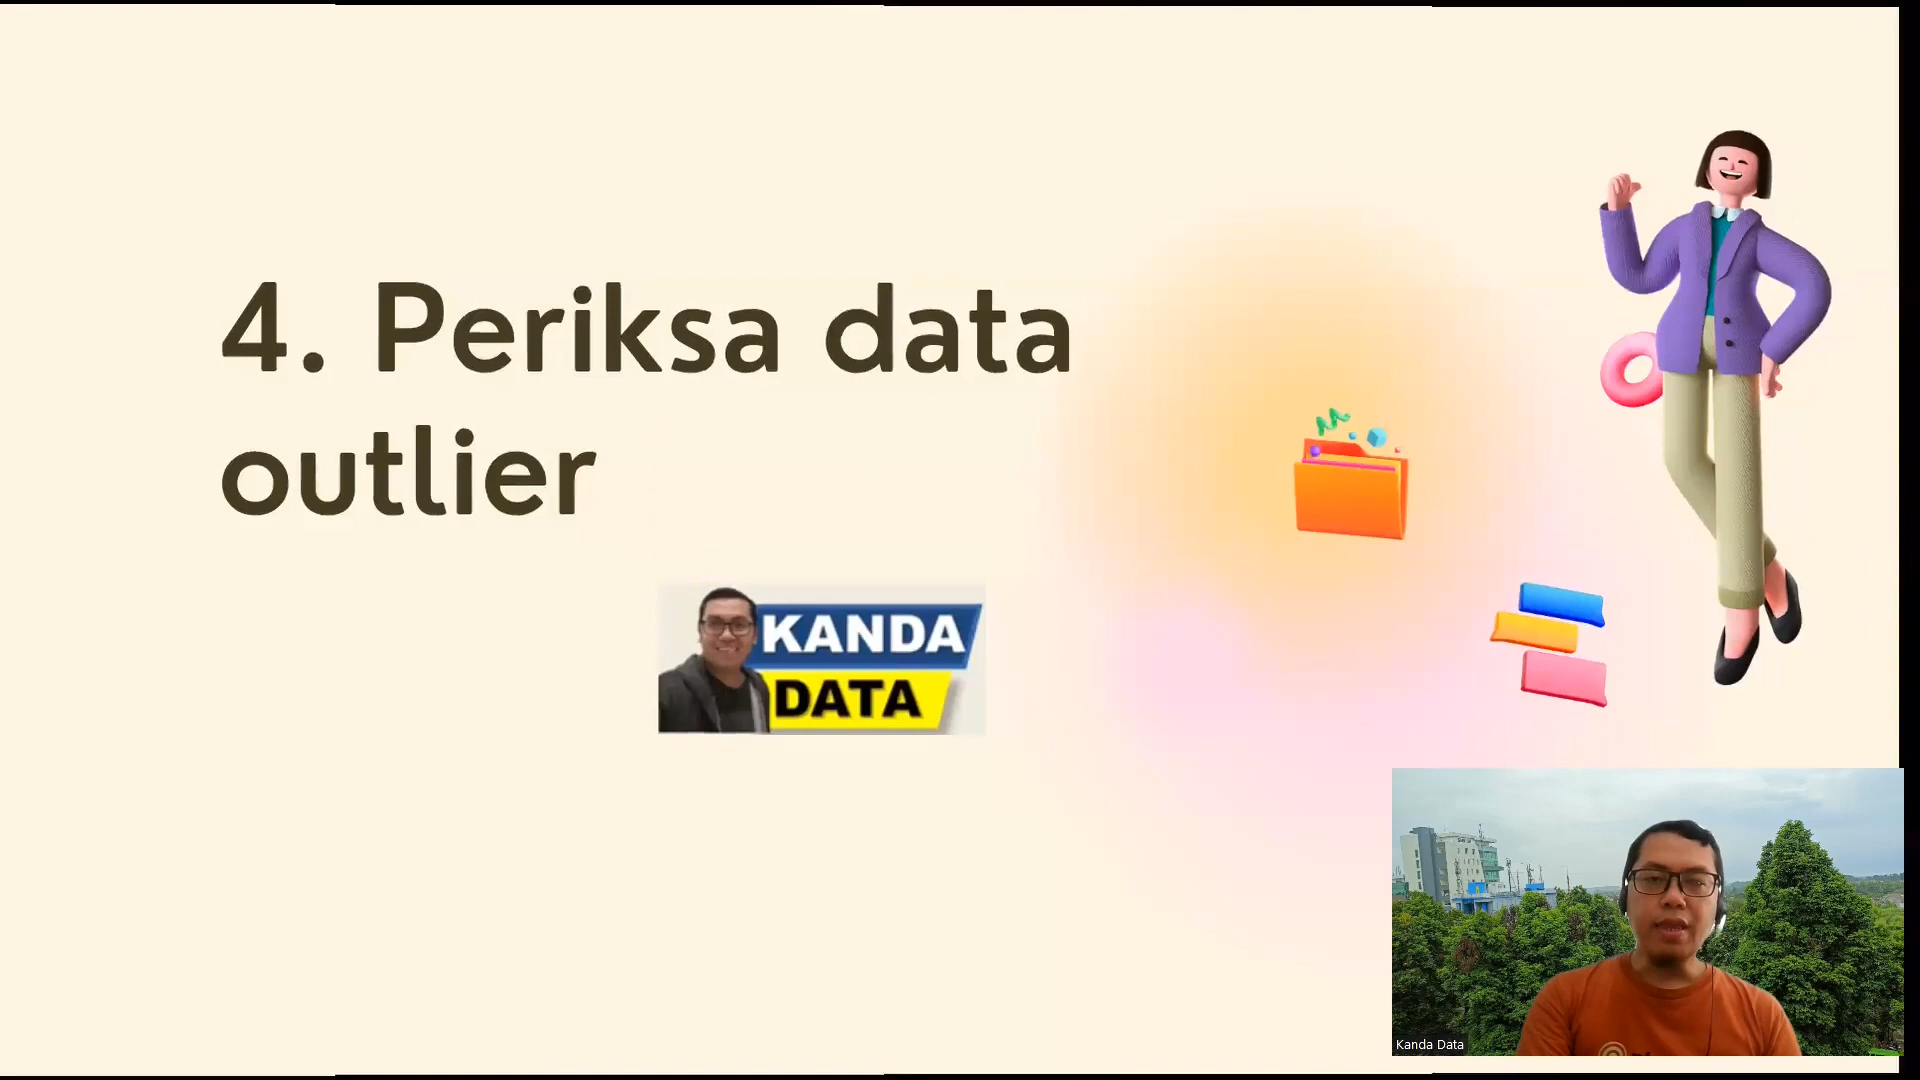 4. Periksa data
outlier
KANDA
DATA
Kanda Data